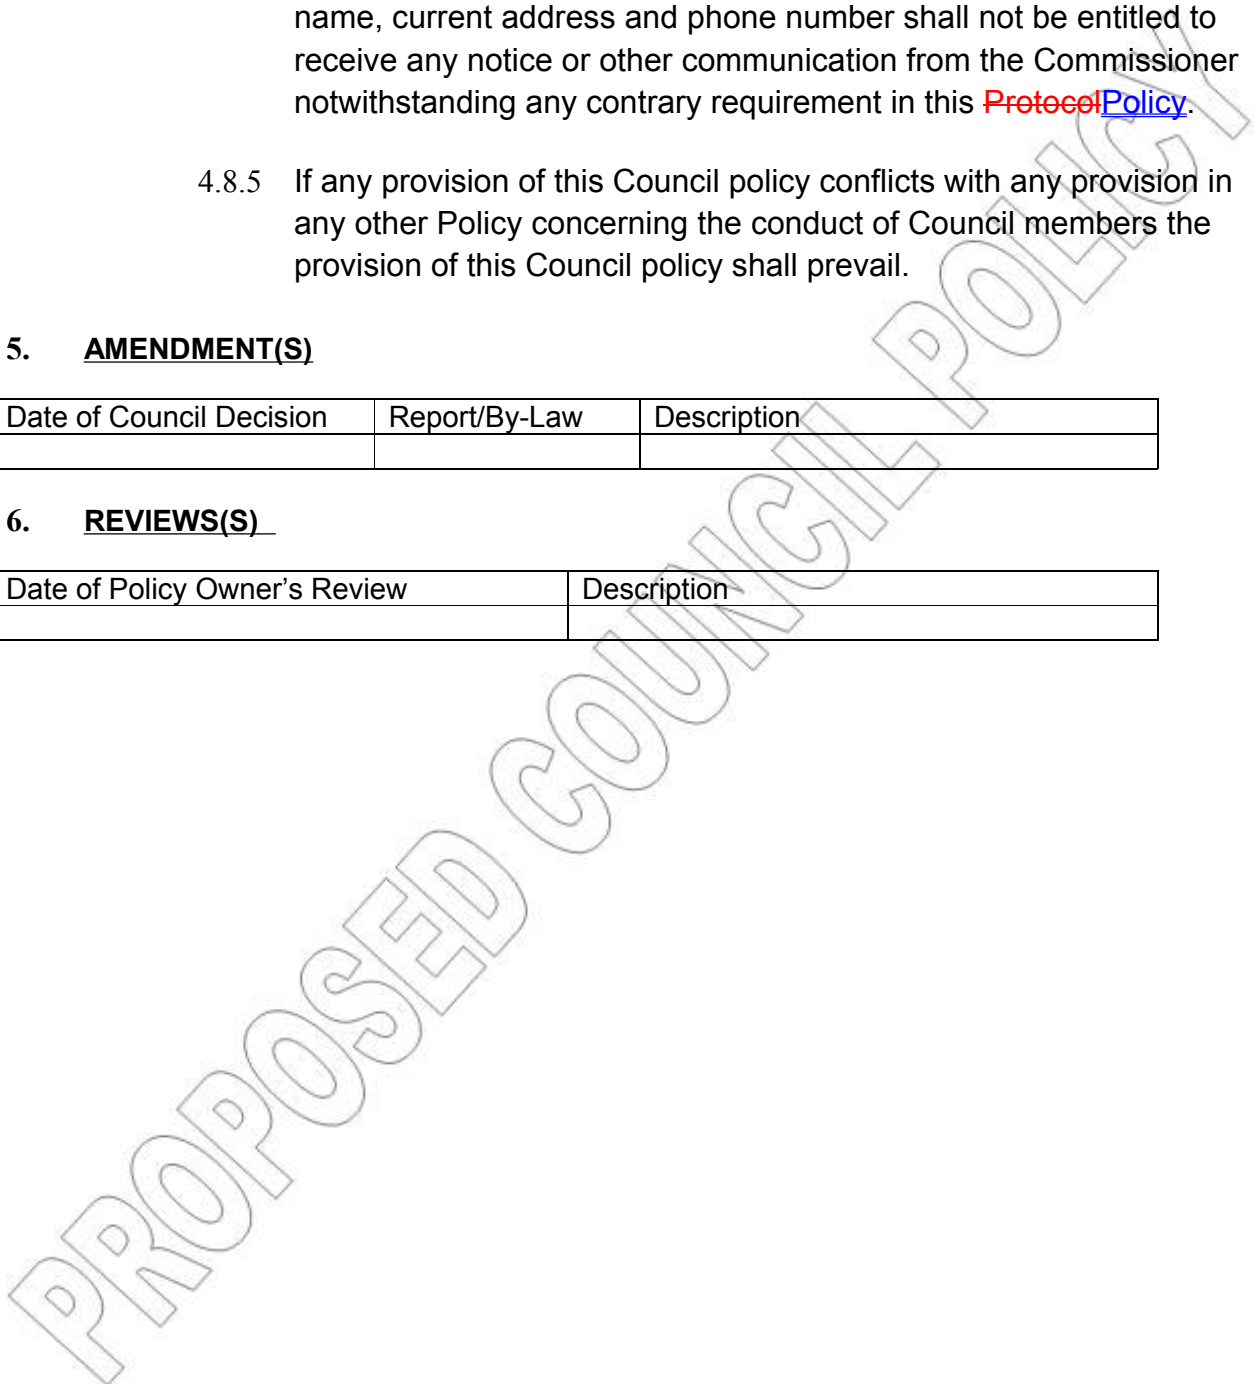 name, current address and phone number shall not be entitled to
receive any notice or other communication from the Commissioner
notwithstanding any contrary requirement in this ProtocolPolicy.
4.8.5 If any provision of this Council policy conflicts with any provision in
any other Policy concerning the conduct of Council members the
provision of this Council policy shall prevail.
5. AMENDMENT(S)
Date of Council Decision Report/By-Law Description
6. REVIEWS(S)
Date of Policy Owner’s Review Description
PROPOSED COUNCIL POLICY